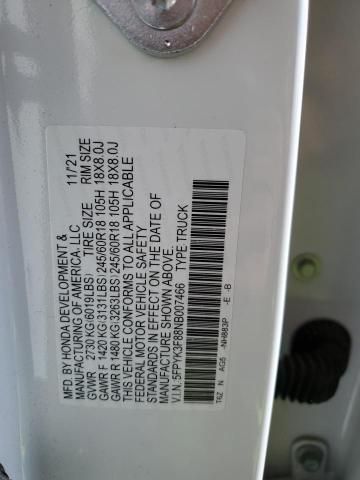 MFD. BY HONDA DEVELOPMENT & 11/'21
MANUFACTURING OF AMERICA, LLC
TIRE SIZE RIM SIZE
GVWR 2730 KG(6019LBS)
GAWR F 1420 KG(3131LBS) 245/60R18 105H 18X8.0J
GAWR R 1480 KG(3263LBS) 245/60R18 105H 18X8.0J
THIS VEHICLE CONFORMS TO ALL APPLICABLE
FEDERAL MOTOR VEHICLE SAFETY
STANDARDS IN EFFECT ON THE DATE OF
MANUFACTURE SHOWN ABOVE.
V.I.N. 5FPYK3F88NB007466 TYPE:TRUCK
T6Z N AG5 -NH883P -E -B